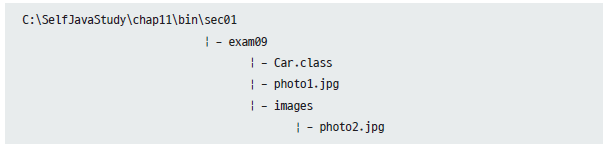 C:\SelfJavaStudy\chap11\bin\sec01
¦ - exam09
¦ - Car.class
¦ - photo1.jpg
¦ - images
¦ - photo2.jpg